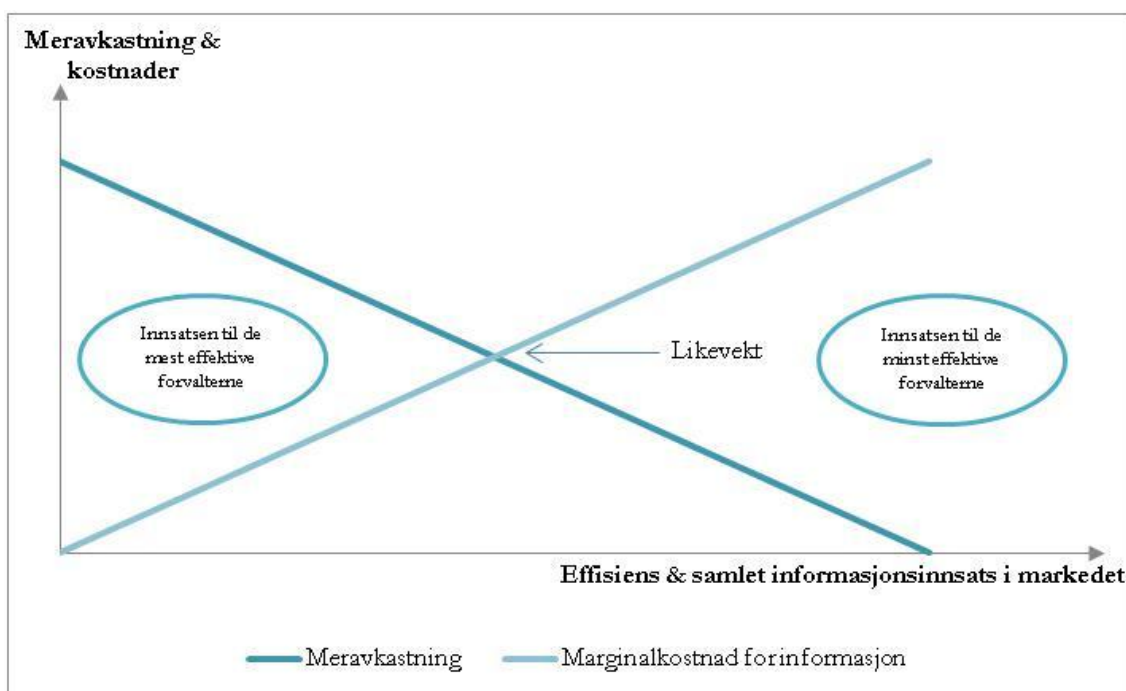 Meravkastning &
kostnader
Innsatsen til de
mest effektive
forvalterne
Likevekt
Innsatsen til de
minst effektive
forvalterne
Effisiens & samlet informasjonsinnsats i markedet
Meravkastning
Marginalkostnad for informasjon